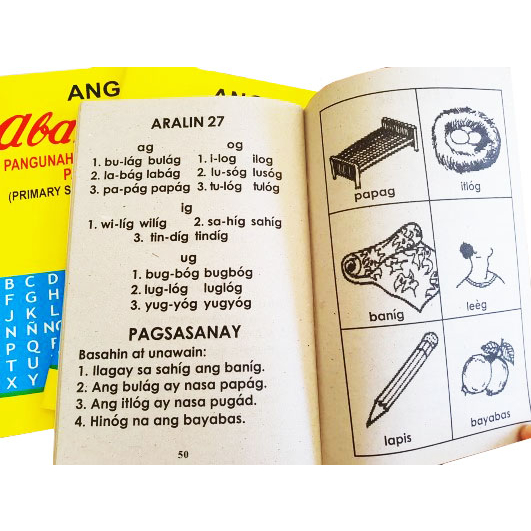 ANG
aba
PANGUNAH
P
(PRIMARY S
B C D
F G H
J K L
N Ñ NG
P Q R
T U
X Y
ANG
ARALIN 27
ag og
1. bu-lág bulág 1. i-log ilog
2. la-bág labág 2. lu-sóg lusóg
3. pa-pág papág 3. tu-lóg tulóg
ig
1. wi-líg wilíg 2. sa-híg sahíg
3. tin-díg tindíg
ug
1. bug-bóg bugbóg
2. lug-lóg luglóg
3. yug-yóg yugyóg
PAGSASANAY
Basahin at unawain:
1. Ilagay sa sahíg ang baníg.
2. Ang bulág ay nasa papág.
3. Ang itlóg ay nasa pugád.
4. Hinóg na ang bayabas.
50
papag
itlóg
baníg
leèg
lapis
bayabas